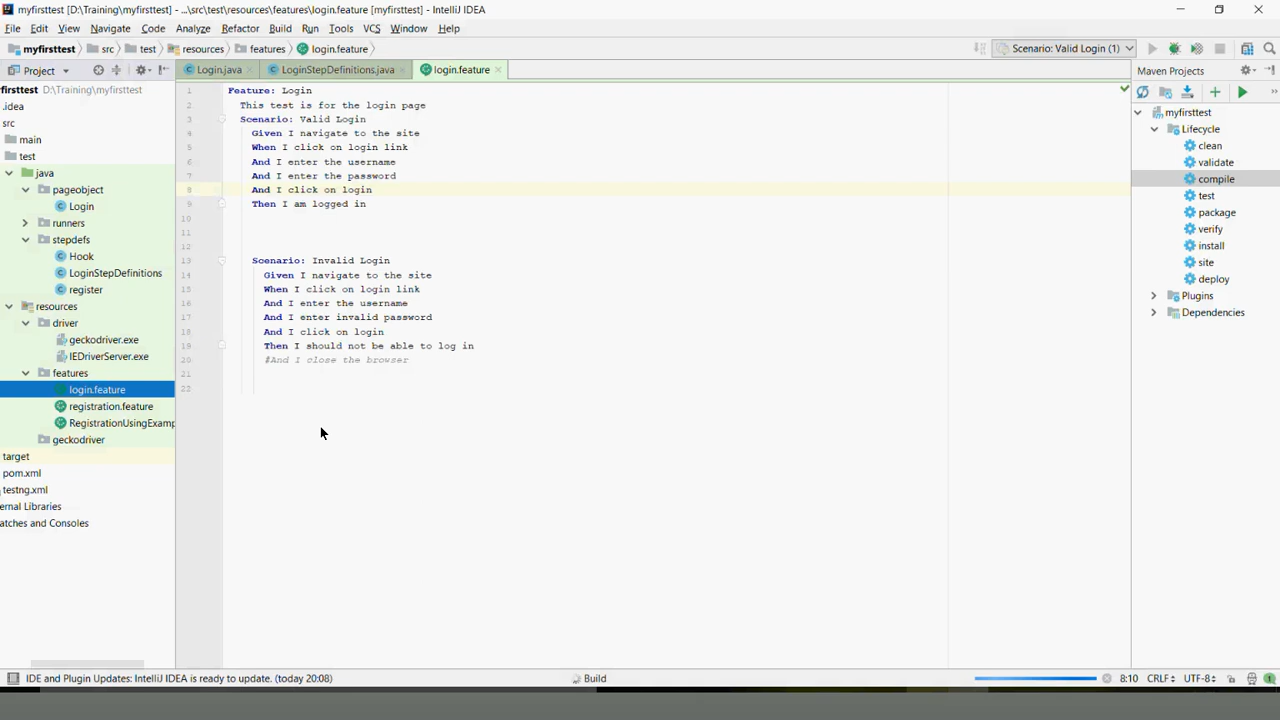 myfirsttest [D:\Training\myfirsttest] - ...\src\test\resources\features\login.feature [myfirsttest] - IntelliJ IDEA
File Edit View Navigate Code Analyze Refactor Build Run Tools VCS Window Help
myfirsttest src test resources features login.feature
Scenario: Valid Login (1)
Project
Login.java LoginStepDefinitions.java login.feature
Maven Projects
firsttest D:\Training\myfirsttest
.idea
src
main
test
java
pageobject
Login
runners
stepdefs
Hook
LoginStepDefinitions
register
resources
driver
geckodriver.exe
IEDriverServer.exe
features
login.feature
registration.feature
RegistrationUsingExamp
geckodriver
target
pom.xml
testng.xml
ernal Libraries
atches and Consoles
1 Feature: Login
2 This test is for the login page
3 Scenario: Valid Login
4 Given I navigate to the site
5 When I click on login link
6 And I enter the username
7 And I enter the password
8 And I click on login
9 Then I am logged in
10
11
12
13 Scenario: Invalid Login
14 Given I navigate to the site
15 When I click on login link
16 And I enter the username
17 And I enter invalid password
18 And I click on login
19 Then I should not be able to log in
20 #And I close the browser
21
22
myfirsttest
Lifecycle
clean
validate
compile
test
package
verify
install
site
deploy
Plugins
Dependencies
IDE and Plugin Updates: IntelliJ IDEA is ready to update. (today 20:08)
Build
8:10 CRLF UTF-8
1